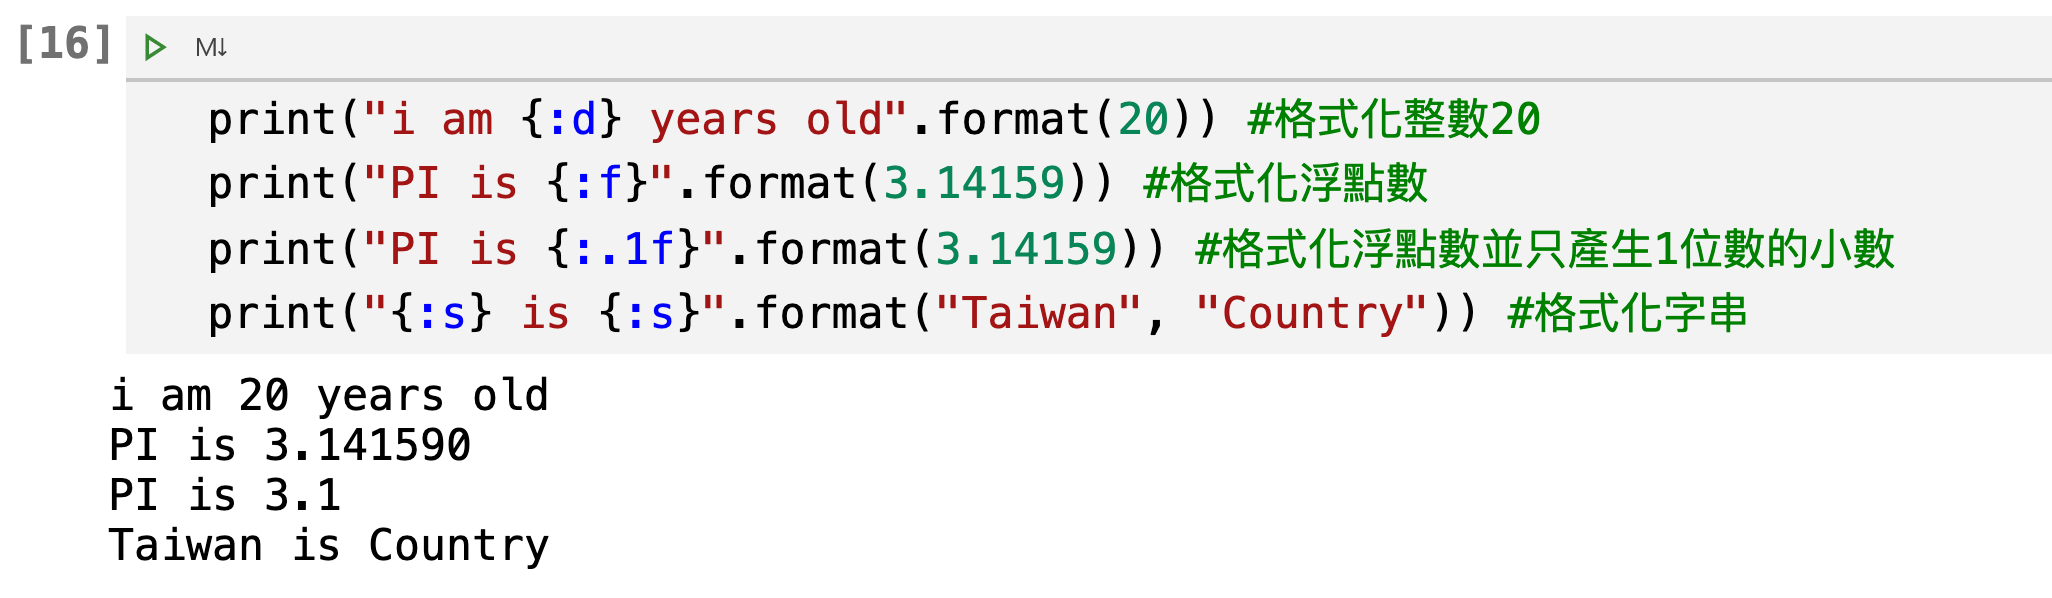 [16] M↓
print("i am {:d} years old".format(20)) #格式化整數20
print("PI is {:f}".format(3.14159)) #格式化浮點數
print("PI is {:.1f}".format(3.14159)) #格式化浮點數並只產生1位數的小數
print("{:s} is {:s}".format("Taiwan", "Country")) #格式化字串
i am 20 years old
PI is 3.141590
PI is 3.1
Taiwan is Country